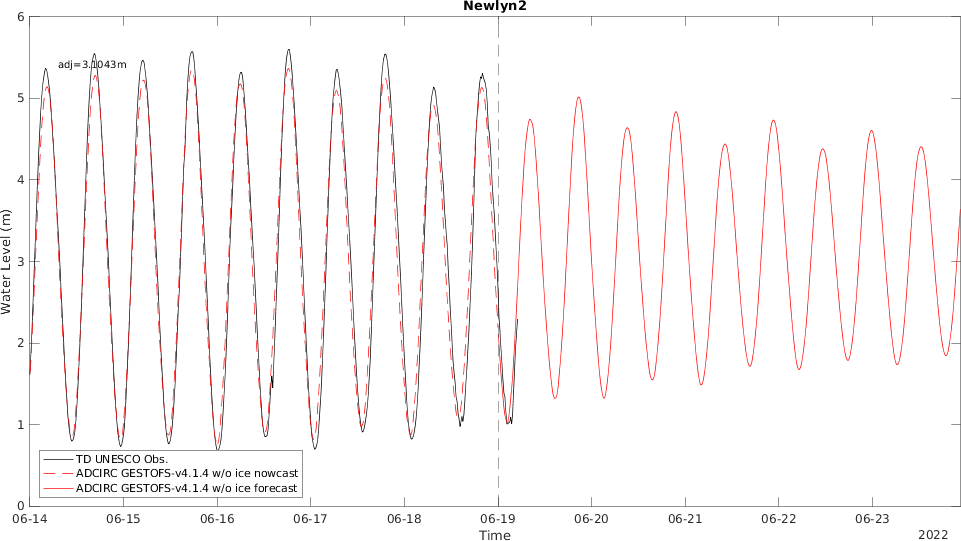 Newlyn2
6
adj=3.1043m
5
4
Water Level (m)
3
2
1
TD UNESCO Obs.
ADCIRC GESTOFS-v4.1.4 w/o ice nowcast
ADCIRC GESTOFS-v4.1.4 w/o ice forecast
0
06-14 06-15 06-16 06-17 06-18 06-19 06-20 06-21 06-22 06-23
Time
2022